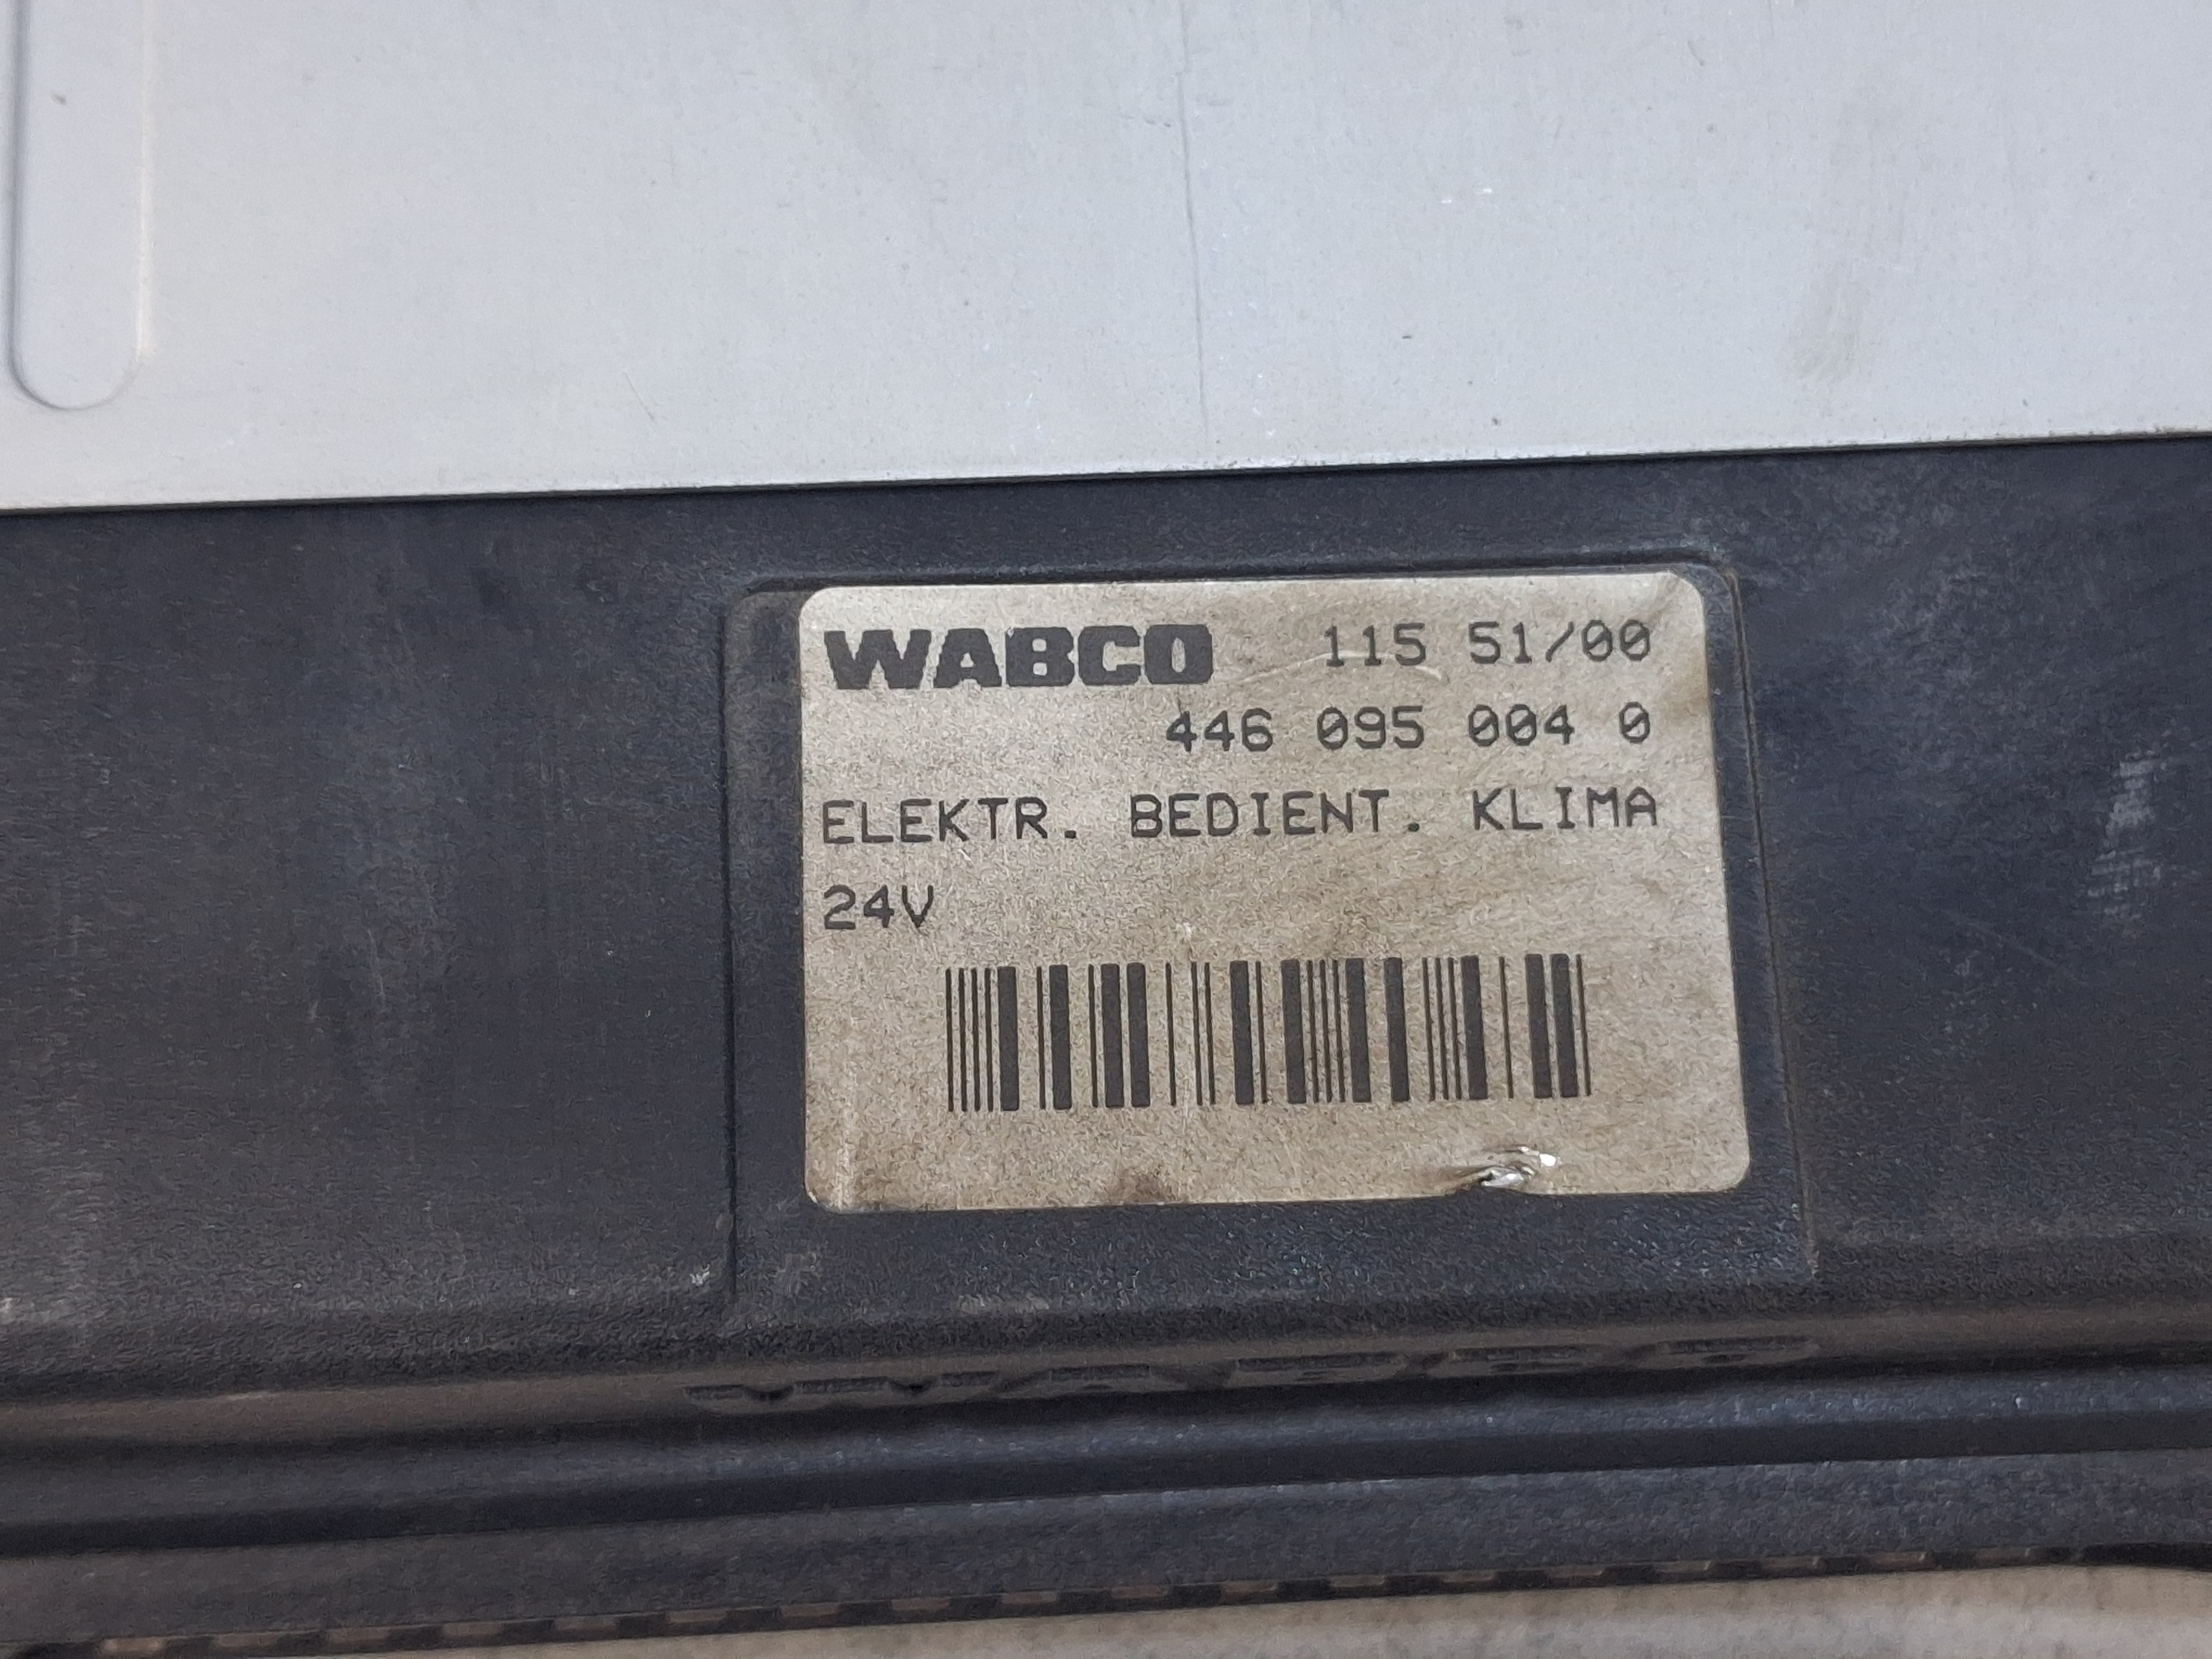 WABCO 115 51/00
446 095 004 0
ELEKTR. BEDIENT. KLIMA
24V